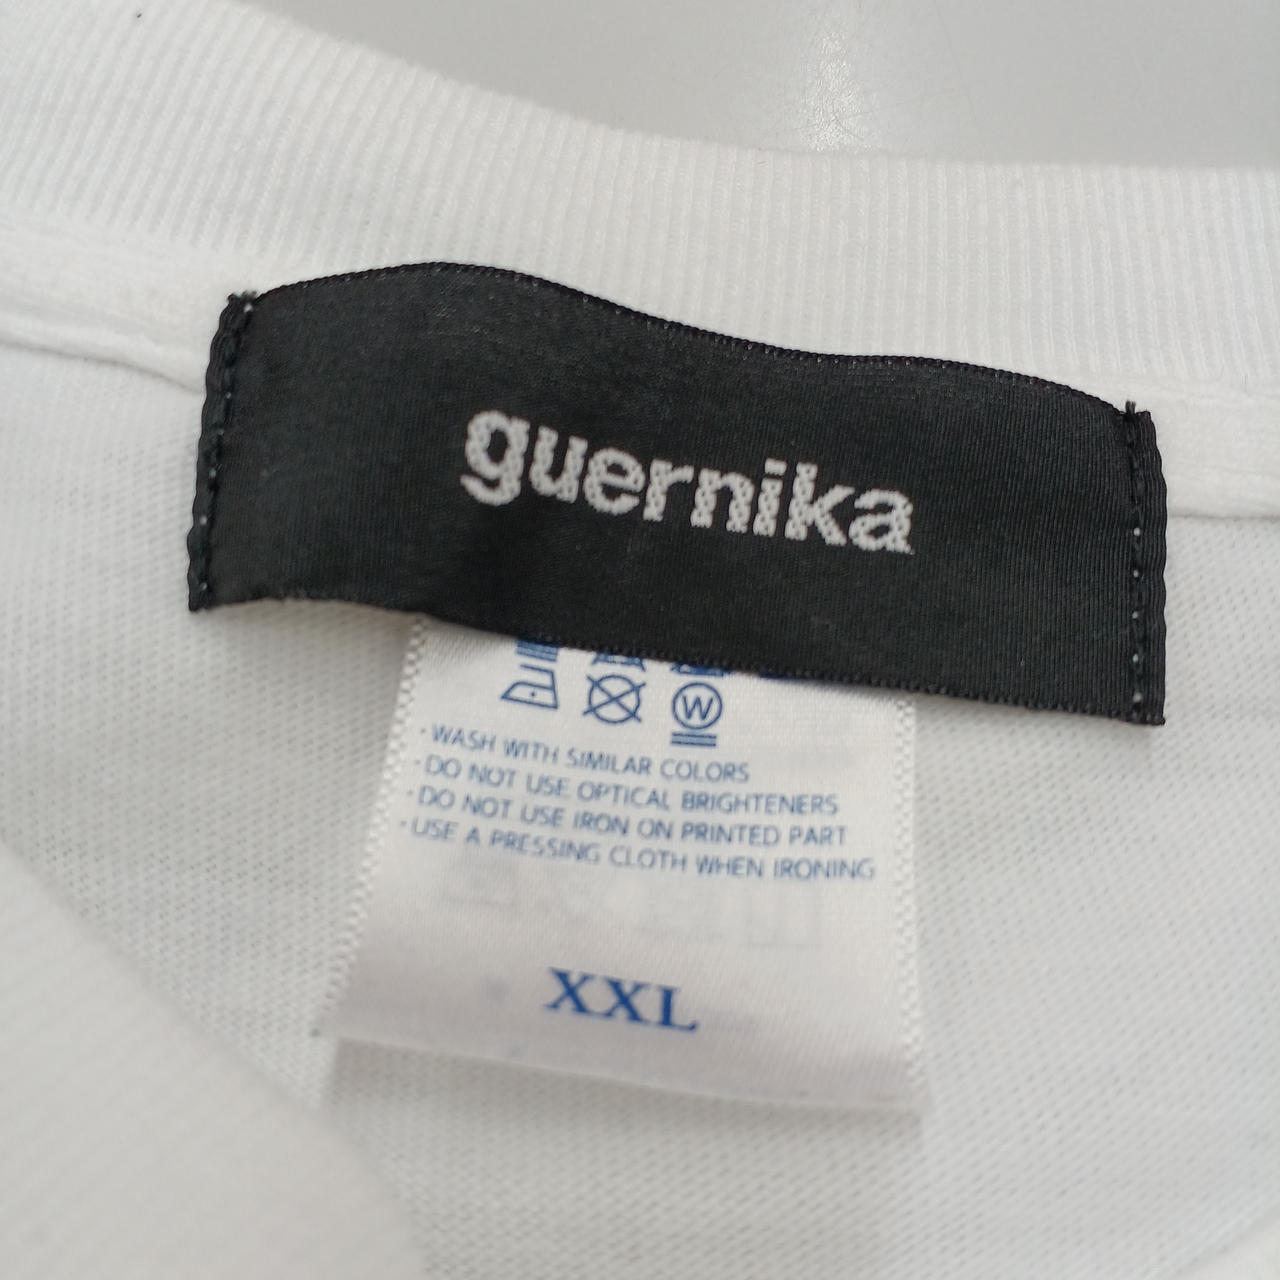 guernika
W
·WASH WITH SIMILAR COLORS
·DO NOT USE OPTICAL BRIGHTENERS
·DO NOT USE IRON ON PRINTED PART
·USE A PRESSING CLOTH WHEN IRONING
XXL